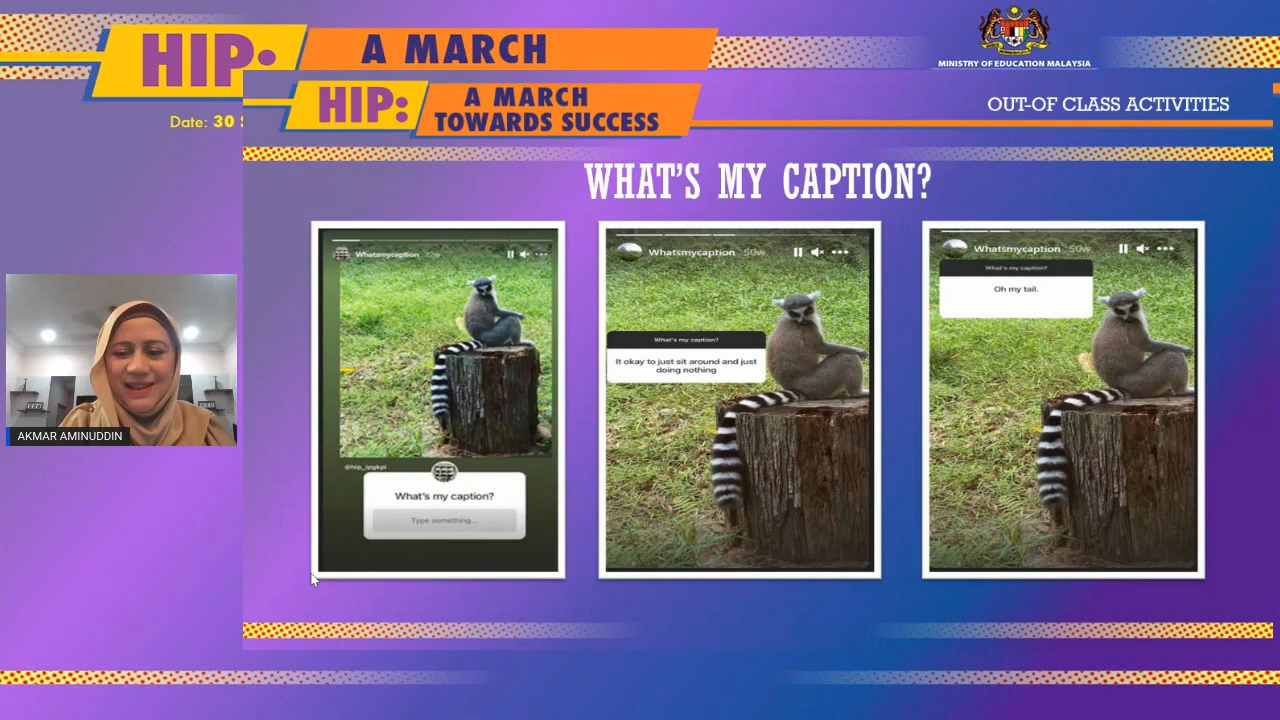 HIP:
A MARCH
MINISTRY OF EDUCATION MALAYSIA
Date: 30
HIP:
A MARCH
TOWARDS SUCCESS
OUT-OF CLASS ACTIVITIES
WHAT'S MY CAPTION?
Whatsmycaption
@hip_ipgkpi
What's my caption?
Type something...
Whatsmycaption 50w
What's my caption?
It okay to just sit around and just
doing nothing
Whatsmycaption 50w
What's my caption?
Oh my tail.
AKMAR AMINUDDIN